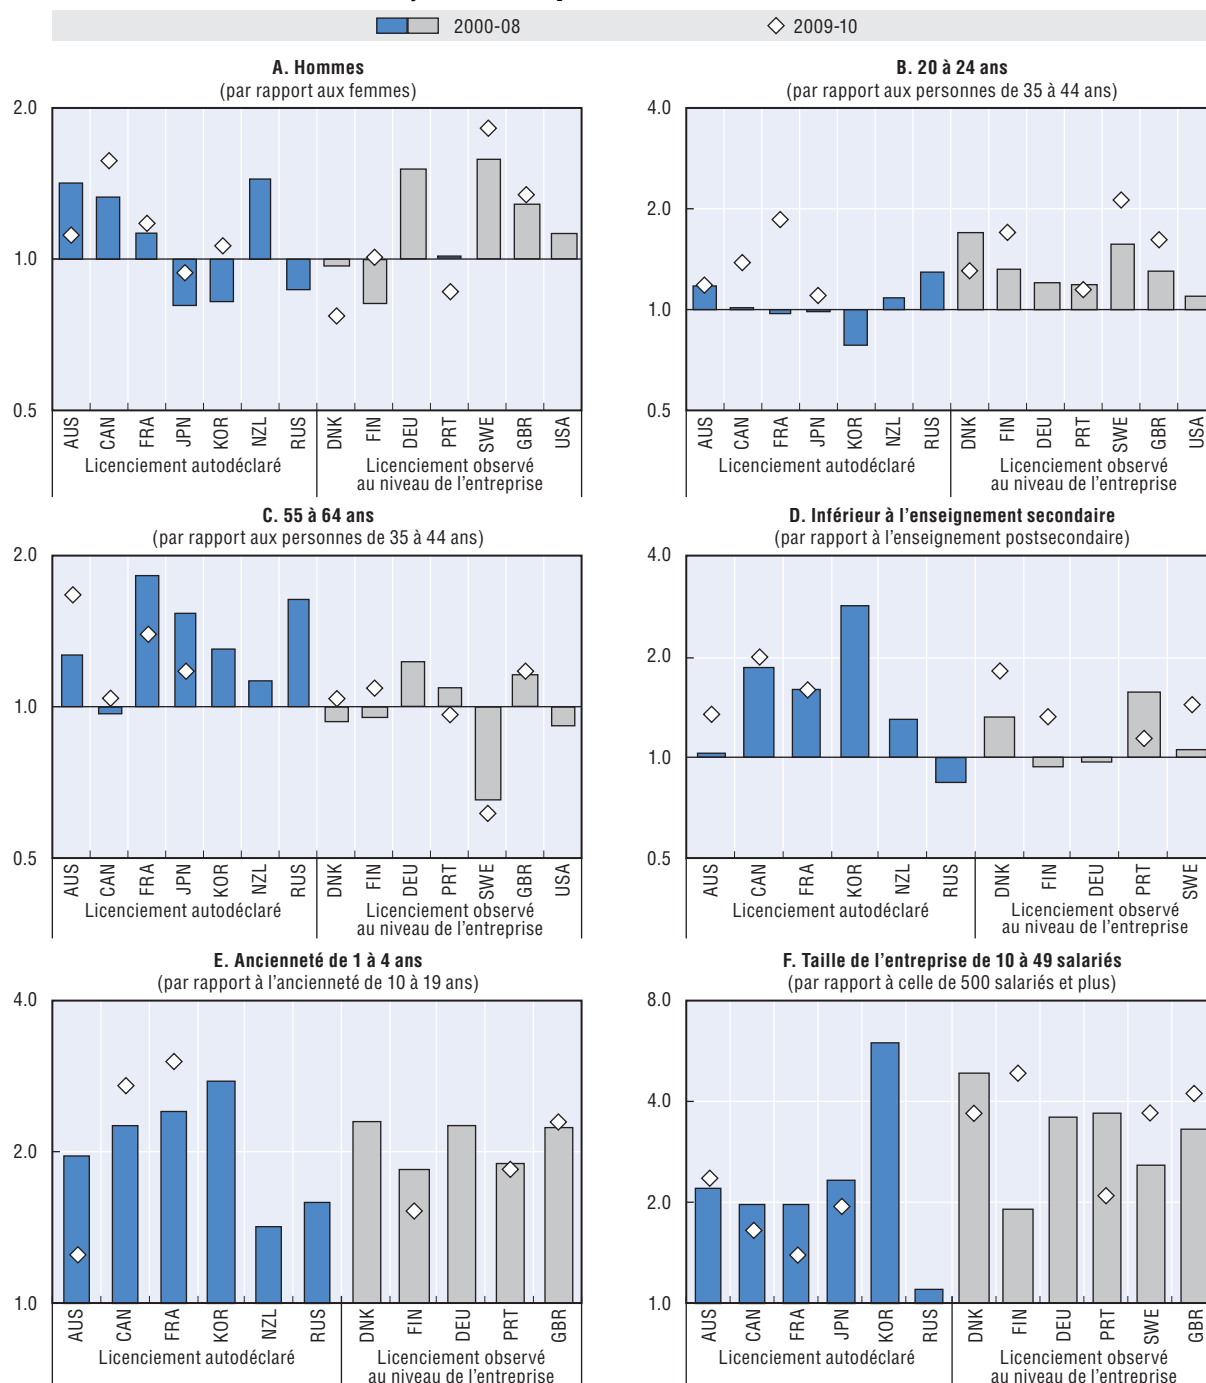 2000-08
2009-10
A. Hommes
(par rapport aux femmes)
2.0
1.0
0.5
AUS CAN FRA JPN KOR NZL RUS DNK FIN DEU PRT SWE GBR USA
Licenciement autodéclaré
Licenciement observé
au niveau de l'entreprise
B. 20 à 24 ans
(par rapport aux personnes de 35 à 44 ans)
4.0
2.0
1.0
0.5
AUS CAN FRA JPN KOR NZL RUS DNK FIN DEU PRT SWE GBR USA
Licenciement autodéclaré
Licenciement observé
au niveau de l'entreprise
C. 55 à 64 ans
(par rapport aux personnes de 35 à 44 ans)
2.0
1.0
0.5
AUS CAN FRA JPN KOR NZL RUS DNK FIN DEU PRT SWE GBR USA
Licenciement autodéclaré
Licenciement observé
au niveau de l'entreprise
D. Inférieur à l'enseignement secondaire
(par rapport à l'enseignement postsecondaire)
4.0
2.0
1.0
0.5
AUS CAN FRA KOR NZL RUS DNK FIN DEU PRT SWE
Licenciement autodéclaré
Licenciement observé
au niveau de l'entreprise
E. Ancienneté de 1 à 4 ans
(par rapport à l'ancienneté de 10 à 19 ans)
4.0
2.0
1.0
AUS CAN FRA KOR NZL RUS DNK FIN DEU PRT GBR
Licenciement autodéclaré
Licenciement observé
au niveau de l'entreprise
F. Taille de l'entreprise de 10 à 49 salariés
(par rapport à celle de 500 salariés et plus)
8.0
4.0
2.0
1.0
AUS CAN FRA JPN KOR RUS DNK FIN DEU PRT SWE GBR
Licenciement autodéclaré
Licenciement observé
au niveau de l'entreprise